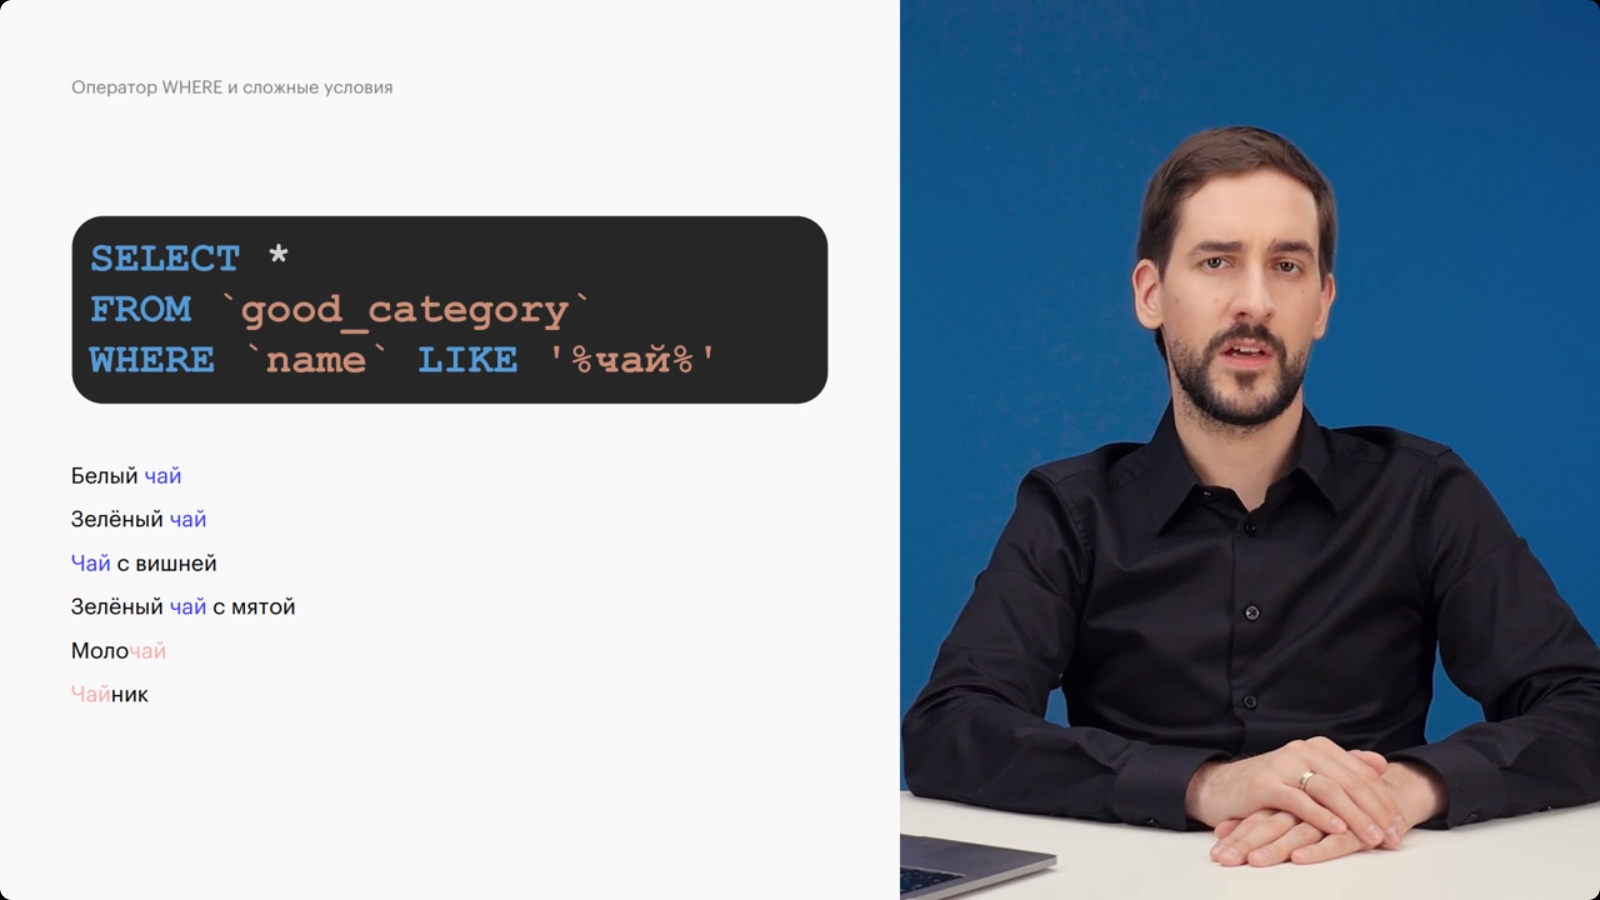 Оператор WHERE и сложные условия
SELECT *
FROM `good_category`
WHERE `name` LIKE '%чай%'
Белый чай
Зелёный чай
Чай с вишней
Зелёный чай с мятой
Молочай
Чайник